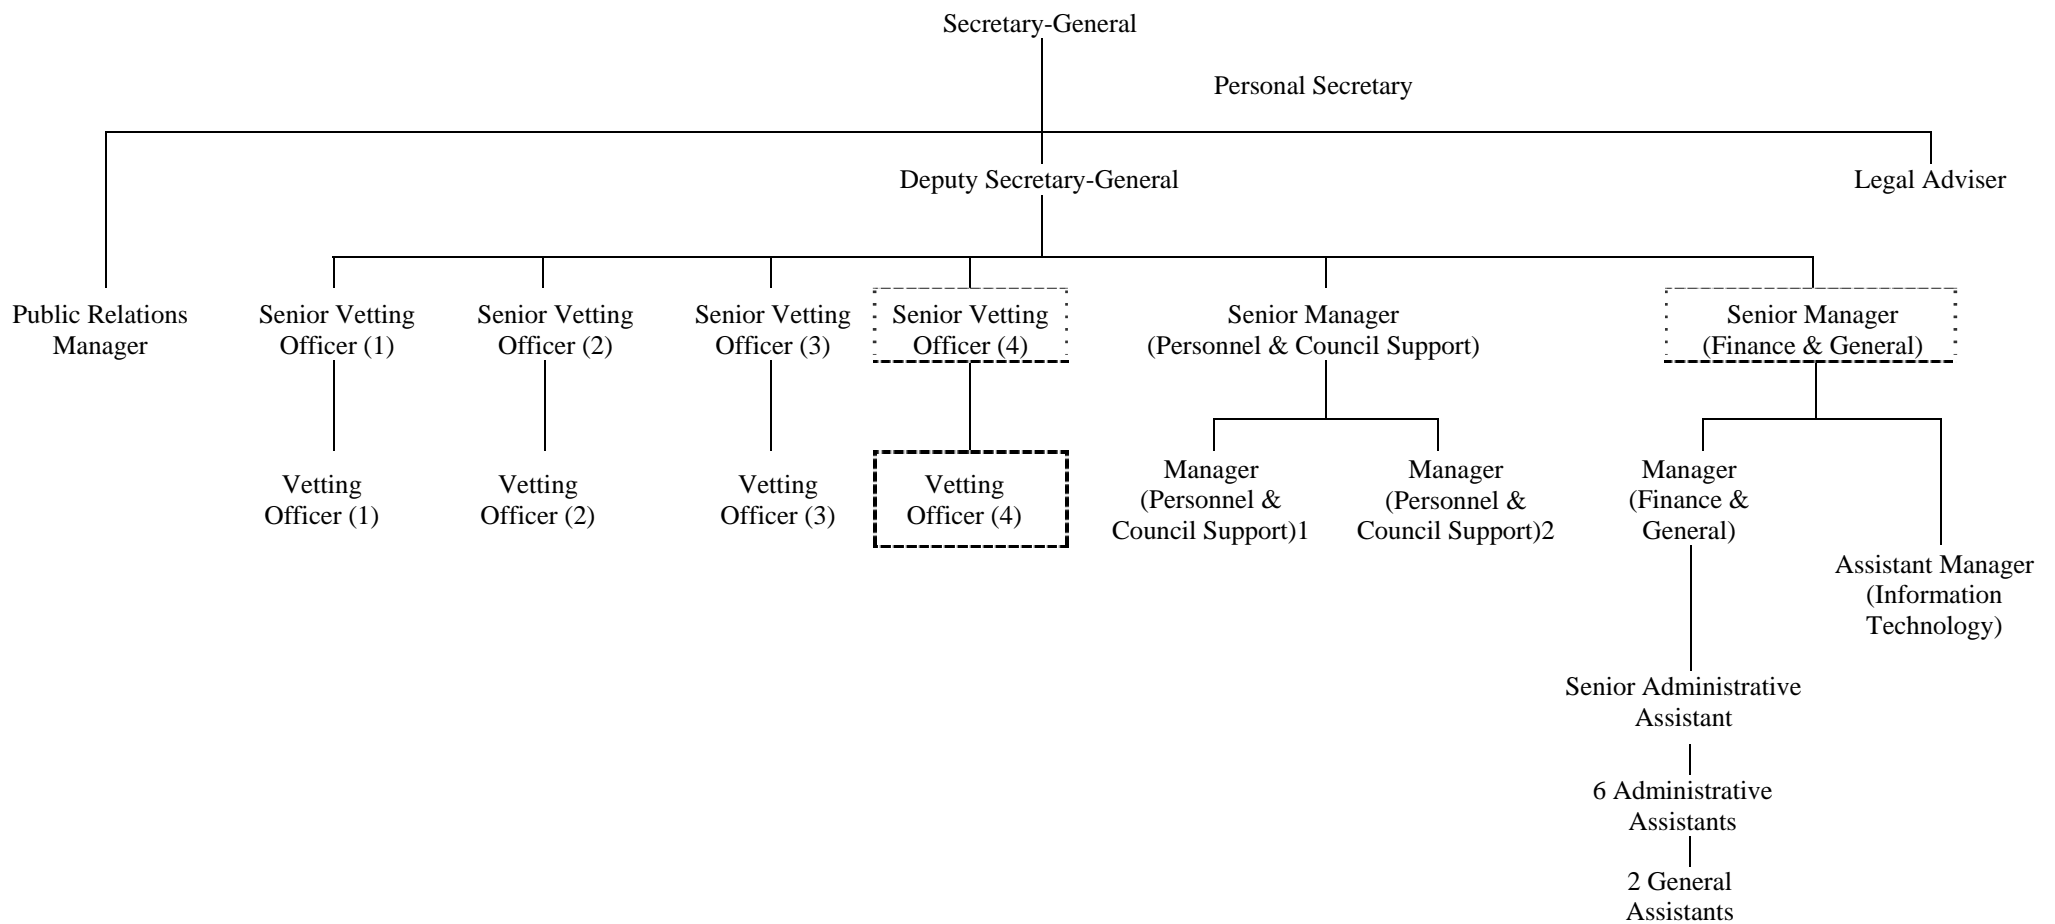 Secretary-General
Personal Secretary
Deputy Secretary-General
Legal Adviser
Public Relations
Manager
Senior Vetting
Officer (1)
Senior Vetting
Officer (2)
Senior Vetting
Officer (3)
Senior Vetting
Officer (4)
Senior Manager
(Personnel & Council Support)
Senior Manager
(Finance & General)
Vetting
Officer (1)
Vetting
Officer (2)
Vetting
Officer (3)
Vetting
Officer (4)
Manager
(Personnel &
Council Support)1
Manager
(Personnel &
Council Support)2
Manager
(Finance &
General)
Assistant Manager
(Information
Technology)
Senior Administrative
Assistant
6 Administrative
Assistants
2 General
Assistants